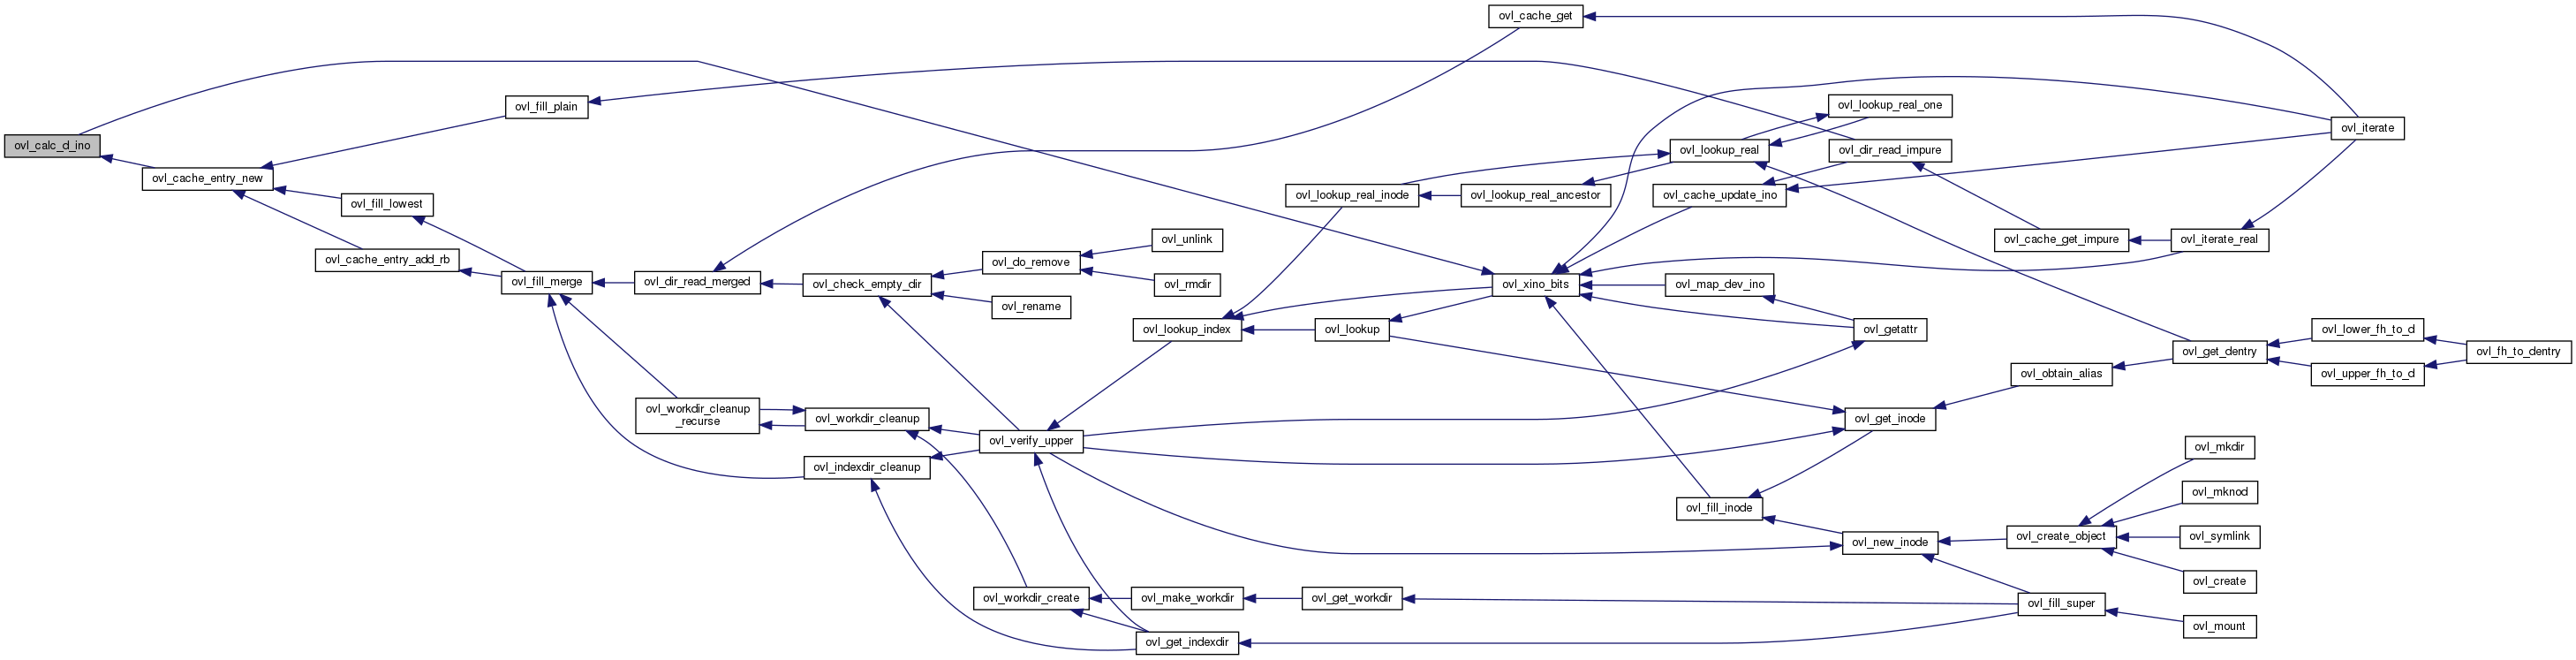 ovl_calc_d_ino
ovl_cache_entry_new
ovl_fill_plain
ovl_fill_lowest
ovl_cache_entry_add_rb
ovl_fill_merge
ovl_dir_read_merged
ovl_workdir_cleanup
_recurse
ovl_check_empty_dir
ovl_workdir_cleanup
ovl_indexdir_cleanup
ovl_do_remove
ovl_rename
ovl_verify_upper
ovl_workdir_create
ovl_unlink
ovl_rmdir
ovl_lookup_index
ovl_make_workdir
ovl_get_indexdir
ovl_lookup_real_inode
ovl_lookup
ovl_get_workdir
ovl_cache_get
ovl_lookup_real_ancestor
ovl_xino_bits
ovl_lookup_real
ovl_cache_update_ino
ovl_map_dev_ino
ovl_fill_inode
ovl_lookup_real_one
ovl_dir_read_impure
ovl_getattr
ovl_get_inode
ovl_new_inode
ovl_cache_get_impure
ovl_obtain_alias
ovl_create_object
ovl_fill_super
ovl_iterate_real
ovl_get_dentry
ovl_mkdir
ovl_mknod
ovl_symlink
ovl_create
ovl_mount
ovl_iterate
ovl_lower_fh_to_d
ovl_upper_fh_to_d
ovl_fh_to_dentry